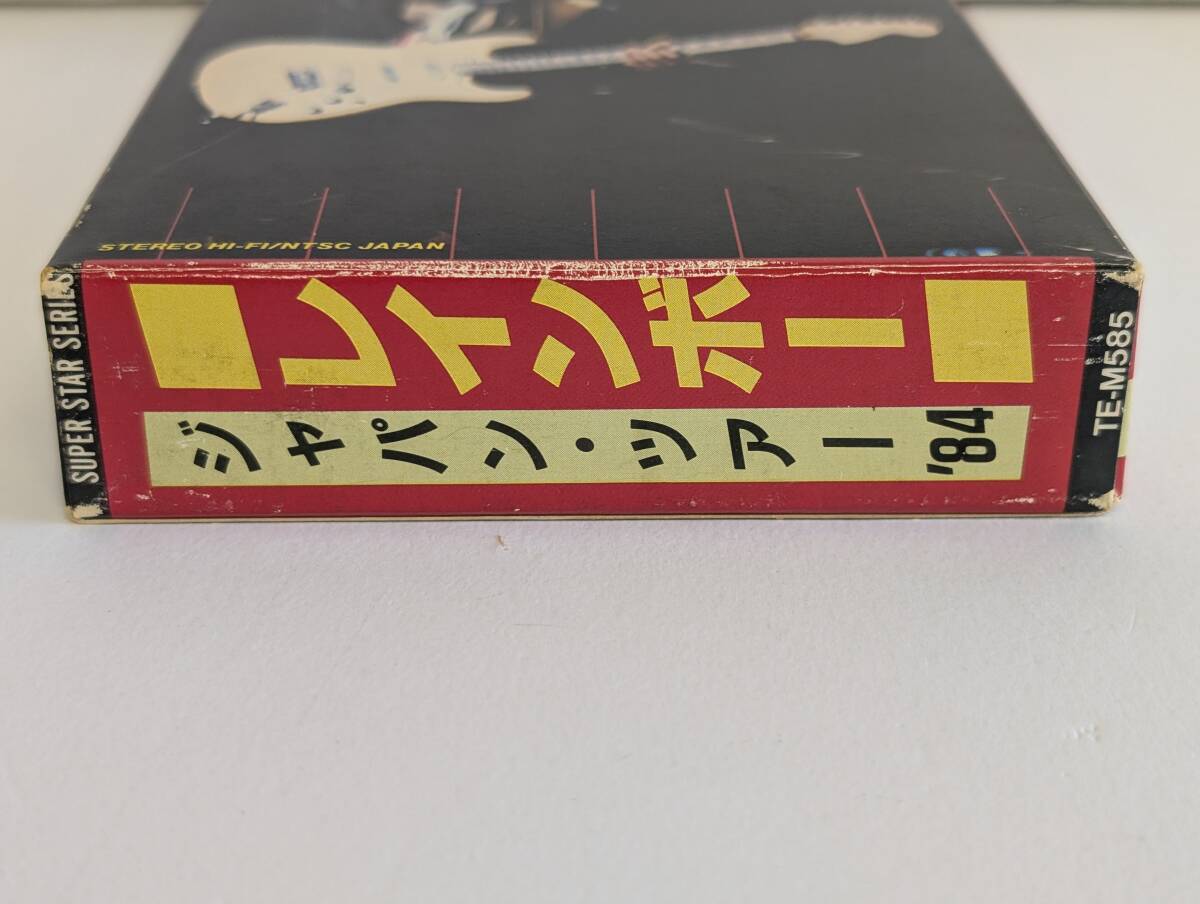 STEREO HI-FI/NTSC JAPAN
SUPER STAR SERIES
レインボー
ジャパン・ツアー '84
TE-M585